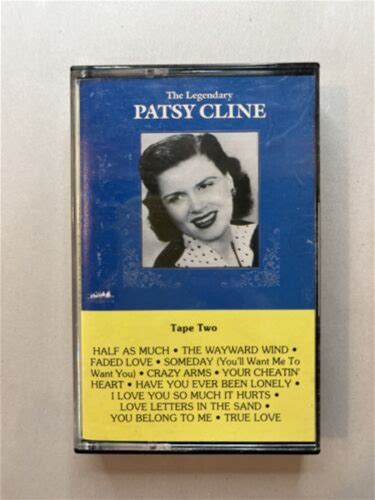 The Legendary
PATSY CLINE
Tape Two
HALF AS MUCH • THE WAYWARD WIND •
FADED LOVE • SOMEDAY (You'll Want Me To
Want You) • CRAZY ARMS • YOUR CHEATIN'
HEART • HAVE YOU EVER BEEN LONELY •
I LOVE YOU SO MUCH IT HURTS •
LOVE LETTERS IN THE SAND •
YOU BELONG TO ME • TRUE LOVE